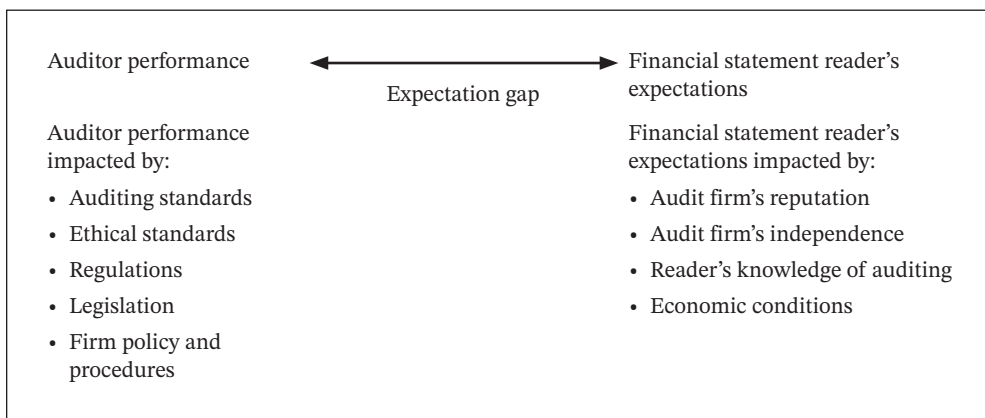 Auditor performance
Expectation gap
Financial statement reader’s
expectations
Auditor performance
impacted by:
• Auditing standards
• Ethical standards
• Regulations
• Legislation
• Firm policy and
procedures
Financial statement reader’s
expectations impacted by:
• Audit firm’s reputation
• Audit firm’s independence
• Reader’s knowledge of auditing
• Economic conditions